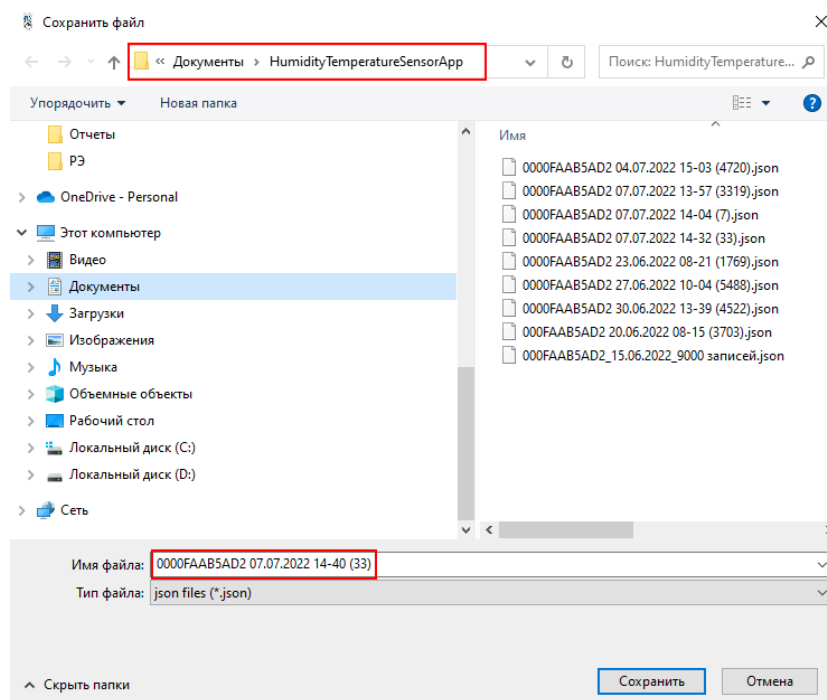 Сохранить файл
« Документы > HumidityTemperatureSensorApp
Поиск: HumidityTemperature...
Упорядочить
Новая папка
Отчеты
РЭ
OneDrive - Personal
Этот компьютер
Видео
Документы
Загрузки
Изображения
Музыка
Объемные объекты
Рабочий стол
Локальный диск (C:)
Локальный диск (D:)
Сеть
Имя
0000FAAB5AD2 04.07.2022 15-03 (4720).json
0000FAAB5AD2 07.07.2022 13-57 (3319).json
0000FAAB5AD2 07.07.2022 14-04 (7).json
0000FAAB5AD2 07.07.2022 14-32 (33).json
0000FAAB5AD2 23.06.2022 08-21 (1769).json
0000FAAB5AD2 27.06.2022 10-04 (5488).json
0000FAAB5AD2 30.06.2022 13-39 (4522).json
000FAAB5AD2 20.06.2022 08-15 (3703).json
000FAAB5AD2_15.06.2022_9000 записей.json
Имя файла: 0000FAAB5AD2 07.07.2022 14-40 (33)
Тип файла: json files (*.json)
Скрыть папки
Сохранить
Отмена